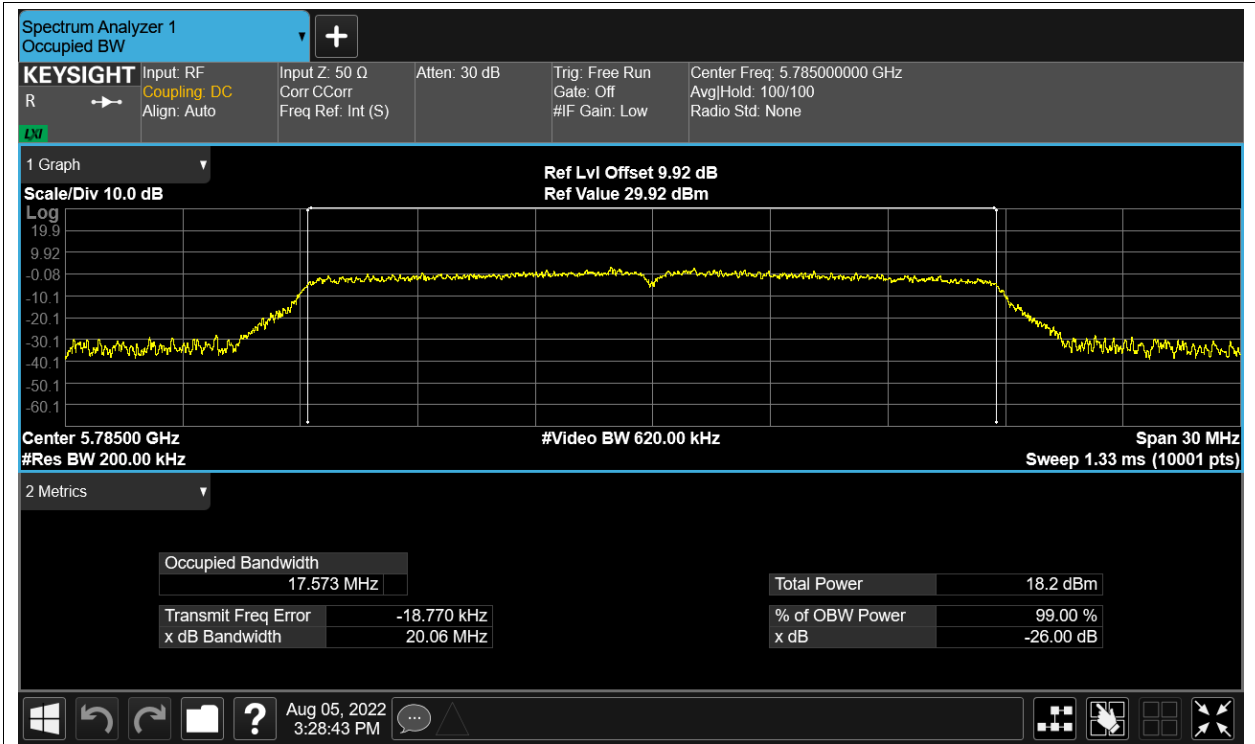 Spectrum Analyzer 1
Occupied BW
KEYSIGHT
R
LXI
Input: RF
Coupling: DC
Align: Auto
Input Z: 50 Ω
Corr CCorr
Freq Ref: Int (S)
Atten: 30 dB
Trig: Free Run
Gate: Off
#IF Gain: Low
Center Freq: 5.785000000 GHz
Avg|Hold: 100/100
Radio Std: None
1 Graph
Scale/Div 10.0 dB
Ref Lvl Offset 9.92 dB
Ref Value 29.92 dBm
Log
19.9
9.92
-0.08
-10.1
-20.1
-30.1
-40.1
-50.1
-60.1
Center 5.78500 GHz
#Video BW 620.00 kHz
Span 30 MHz
#Res BW 200.00 kHz
Sweep 1.33 ms (10001 pts)
2 Metrics
Occupied Bandwidth
17.573 MHz
Total Power 18.2 dBm
Transmit Freq Error -18.770 kHz
% of OBW Power 99.00 %
x dB Bandwidth 20.06 MHz
x dB -26.00 dB
?
Aug 05, 2022
3:28:43 PM